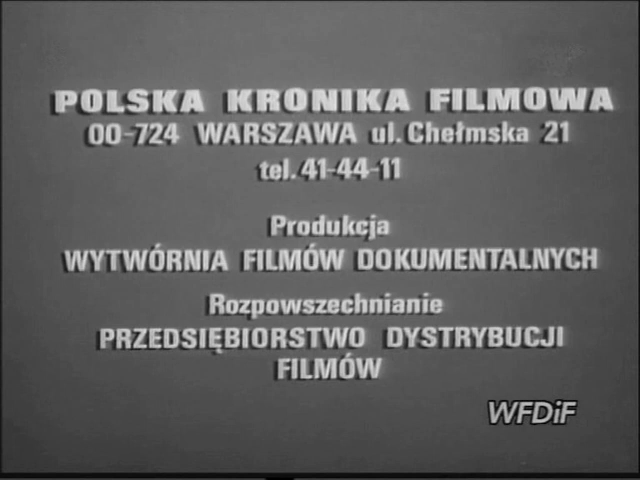 POLSKA KRONIKA FILMOWA
00-724 WARSZAWA ul. Chełmska 21
tel. 41-44-11
Produkcja
WYTWÓRNIA FILMÓW DOKUMENTALNYCH
Rozpowszechnianie
PRZEDSIĘBIORSTWO DYSTRYBUCJI
FILMÓW
WFDiF